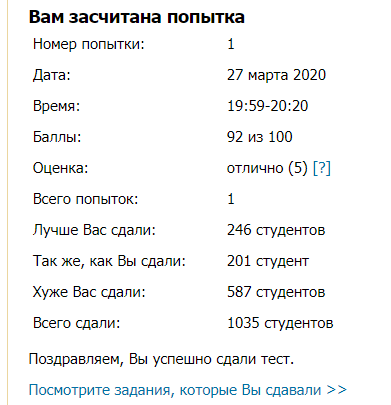 Вам засчитана попытка
Номер попытки: 1
Дата: 27 марта 2020
Время: 19:59-20:20
Баллы: 92 из 100
Оценка: отлично (5) [?]
Всего попыток: 1
Лучше Вас сдали: 246 студентов
Так же, как Вы сдали: 201 студент
Хуже Вас сдали: 587 студентов
Всего сдали: 1035 студентов
Поздравляем, Вы успешно сдали тест.
Посмотрите задания, которые Вы сдавали >>